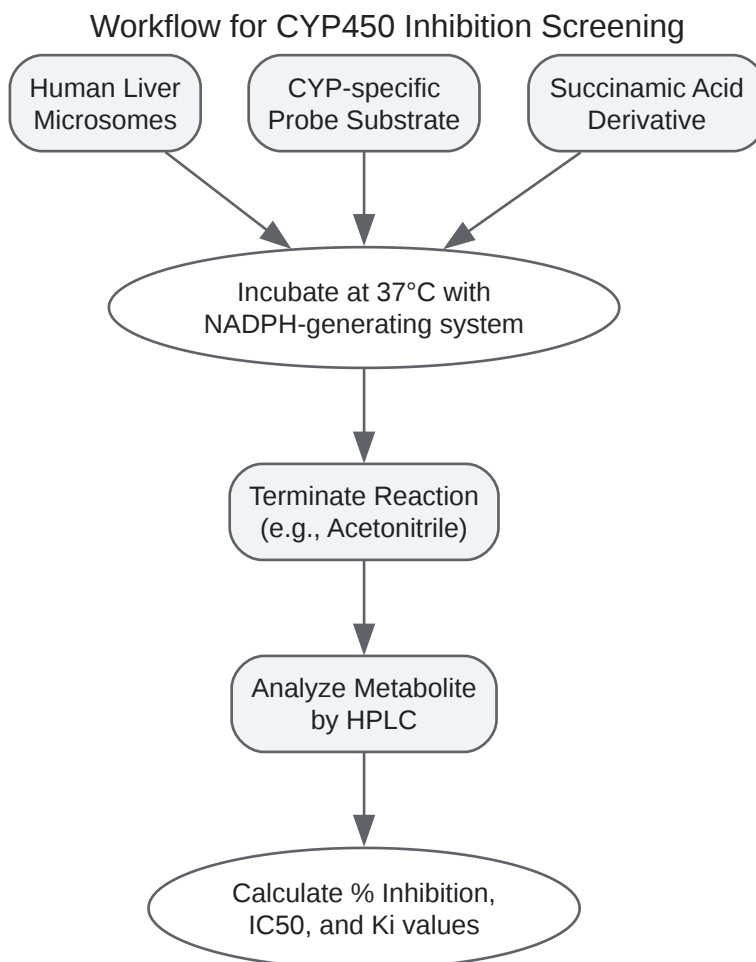 Workflow for CYP450 Inhibition Screening
Human Liver
Microsomes
CYP-specific
Probe Substrate
Succinamic Acid
Derivative
Incubate at 37°C with
NADPH-generating system
Terminate Reaction
(e.g., Acetonitrile)
Analyze Metabolite
by HPLC
Calculate % Inhibition,
IC50, and Ki values